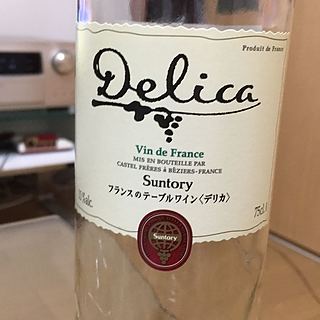 Produit de France
Delica
Vin de France
MIS EN BOUTEILLE PAR
CASTEL FRÈRES à BÉZIERS-FRANCE
Suntory
フランスのテーブルワイン〈デリカ〉
75cl.
Suntory